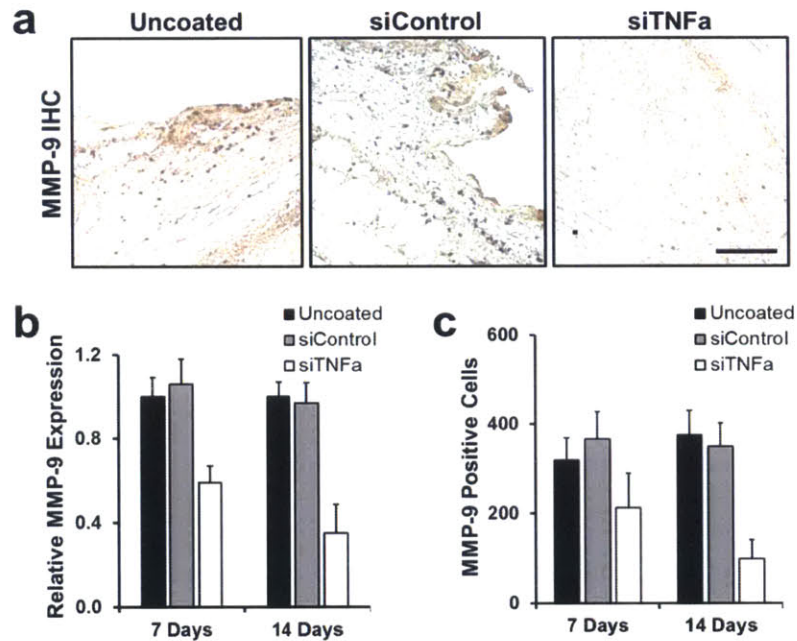 a
Uncoated siControl siTNFa
MMP-9 IHC
b
Uncoated
siControl
siTNFa
Relative MMP-9 Expression
1.2
0.8
0.4
0.0
7 Days 14 Days
c
Uncoated
siControl
siTNFa
MMP-9 Positive Cells
600
400
200
0
7 Days 14 Days